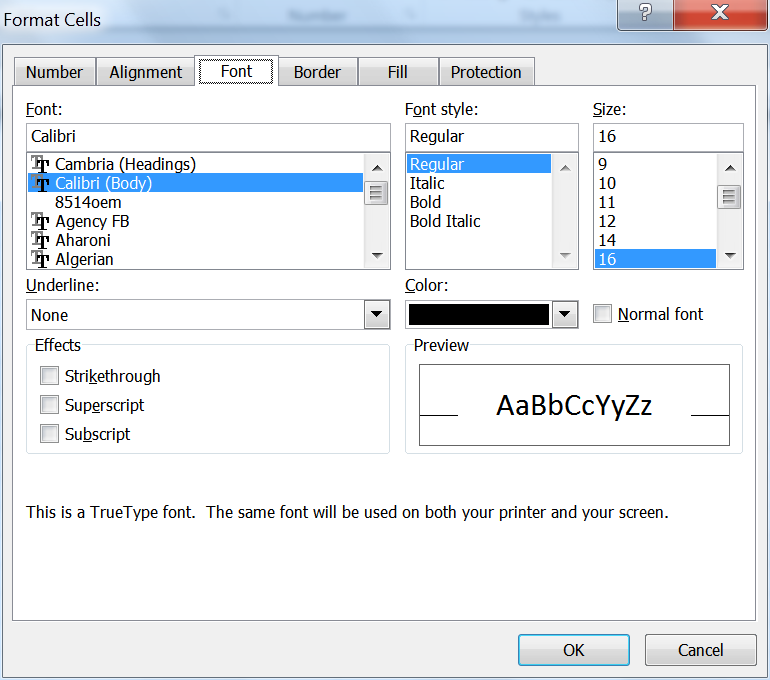 Number Styles
Format Cells
?
Number Alignment Font Border Fill Protection
Font: Font style: Size:
Calibri Regular 16
Cambria (Headings) Regular 9
Calibri (Body) Italic 10
8514oem Bold 11
Agency FB Bold Italic 12
Aharoni 14
Algerian 16
Underline: Color:
None Normal font
Effects Preview
Strikethrough
Superscript AaBbCcYyZz
Subscript
This is a TrueType font.  The same font will be used on both your printer and your screen.
OK Cancel